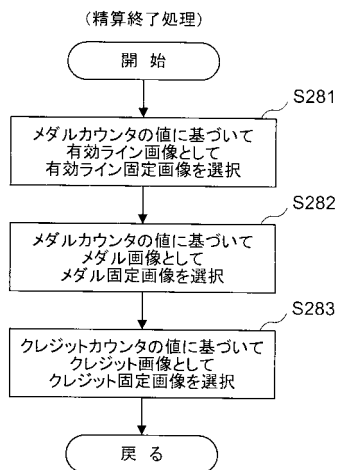 (精算終了処理)
開 始
S281
メダルカウンタの値に基づいて
有効ライン画像として
有効ライン固定画像を選択
S282
メダルカウンタの値に基づいて
メダル画像として
メダル固定画像を選択
S283
クレジットカウンタの値に基づいて
クレジット画像として
クレジット固定画像を選択
戻 る